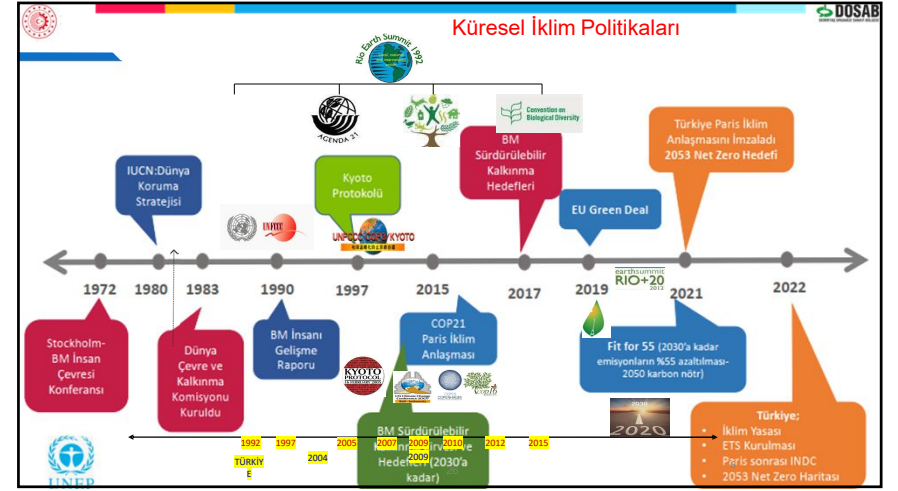 DOSAB
Küresel İklim Politikaları
Rio Earth Summit 1992
AGENDA 21
Convention on
Biological Diversity
IUCN:Dünya
Koruma
Stratejisi
Kyoto
Protokolü
BM
Sürdürülebilir
Kalkınma
Hedefleri
EU Green Deal
Türkiye Paris İklim
Anlaşmasını İmzaladı
2053 Net Zero Hedefi
UNFCCC
KYOTO
earthsummit
RIO+20
2012
1972
1980
1983
1990
1997
2015
2017
2019
2021
2022
Stockholm-
BM İnsan
Çevresi
Konferansı
Dünya
Çevre ve
Kalkınma
Komisyonu
Kuruldu
BM İnsanı
Gelişme
Raporu
COP21
Paris İklim
Anlaşması
Fit for 55 (2030'a kadar
emisyonların %55 azaltılması-
2050 karbon nötr)
KYOTO
PROTOCOL
2020
BM Sürdürülebilir
Hedefleri (2030'a
kadar)
Türkiye;
• İklim Yasası
• ETS Kurulması
• Paris sonrası INDC
• 2053 Net Zero Haritası
1992
1997
2005
2007
2009
2010
2012
2015
TÜRKİY
E
2004
2009
UNEP